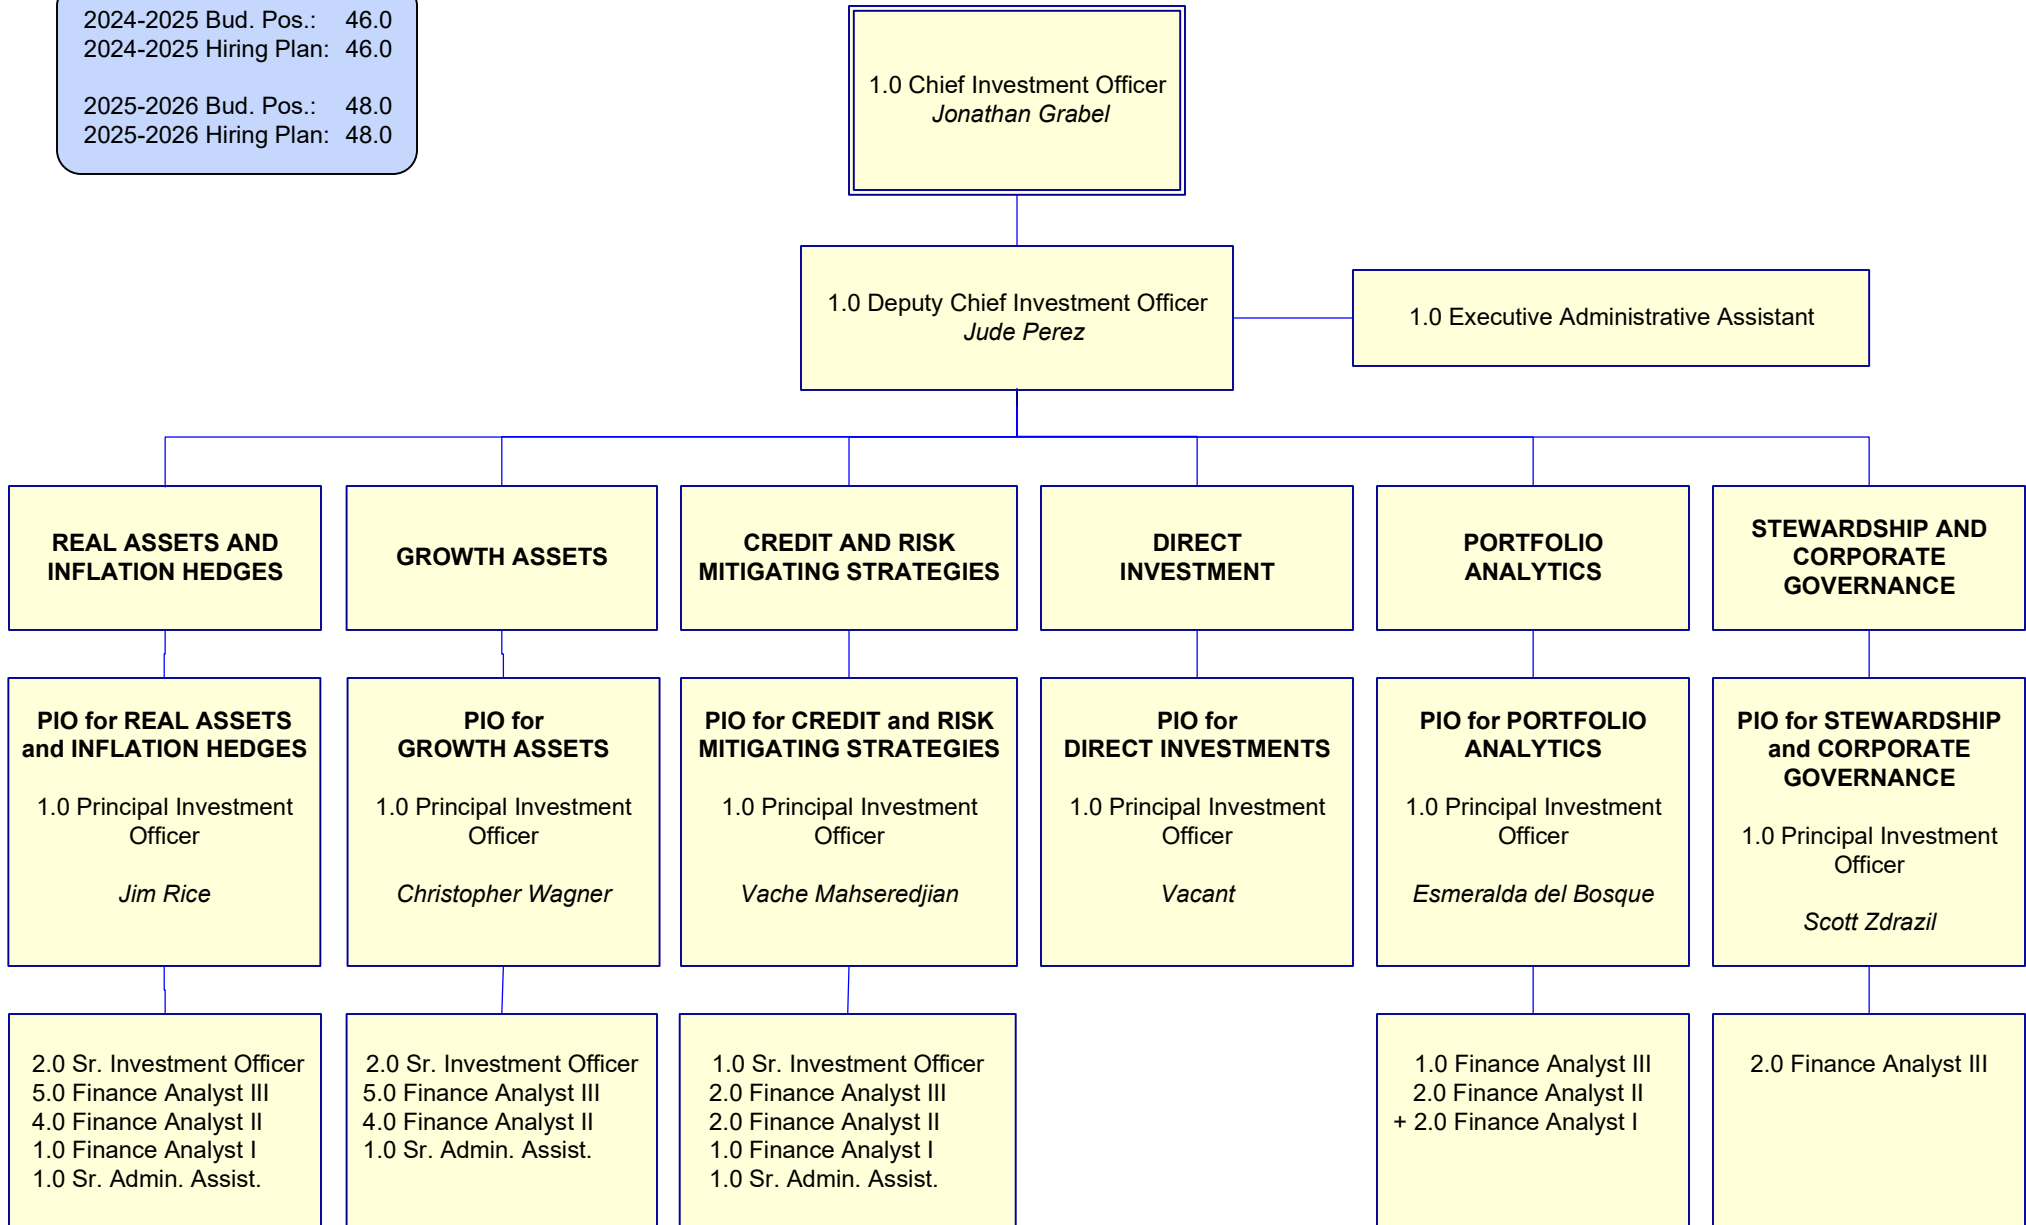 2024-2025 Bud. Pos.: 46.0
2024-2025 Hiring Plan: 46.0
2025-2026 Bud. Pos.: 48.0
2025-2026 Hiring Plan: 48.0
1.0 Chief Investment Officer
Jonathan Grabel
1.0 Deputy Chief Investment Officer
Jude Perez
1.0 Executive Administrative Assistant
REAL ASSETS AND
INFLATION HEDGES
GROWTH ASSETS
CREDIT AND RISK
MITIGATING STRATEGIES
DIRECT
INVESTMENT
PORTFOLIO
ANALYTICS
STEWARDSHIP AND
CORPORATE
GOVERNANCE
PIO for REAL ASSETS
and INFLATION HEDGES
1.0 Principal Investment
Officer
Jim Rice
PIO for
GROWTH ASSETS
1.0 Principal Investment
Officer
Christopher Wagner
PIO for CREDIT and RISK
MITIGATING STRATEGIES
1.0 Principal Investment
Officer
Vache Mahseredjian
PIO for
DIRECT INVESTMENTS
1.0 Principal Investment
Officer
Vacant
PIO for PORTFOLIO
ANALYTICS
1.0 Principal Investment
Officer
Esmeralda del Bosque
PIO for STEWARDSHIP
and CORPORATE
GOVERNANCE
1.0 Principal Investment
Officer
Scott Zdrazil
2.0 Sr. Investment Officer
5.0 Finance Analyst III
4.0 Finance Analyst II
1.0 Finance Analyst I
1.0 Sr. Admin. Assist.
2.0 Sr. Investment Officer
5.0 Finance Analyst III
4.0 Finance Analyst II
1.0 Sr. Admin. Assist.
1.0 Sr. Investment Officer
2.0 Finance Analyst III
2.0 Finance Analyst II
1.0 Finance Analyst I
1.0 Sr. Admin. Assist.
1.0 Finance Analyst III
2.0 Finance Analyst II
+ 2.0 Finance Analyst I
2.0 Finance Analyst III